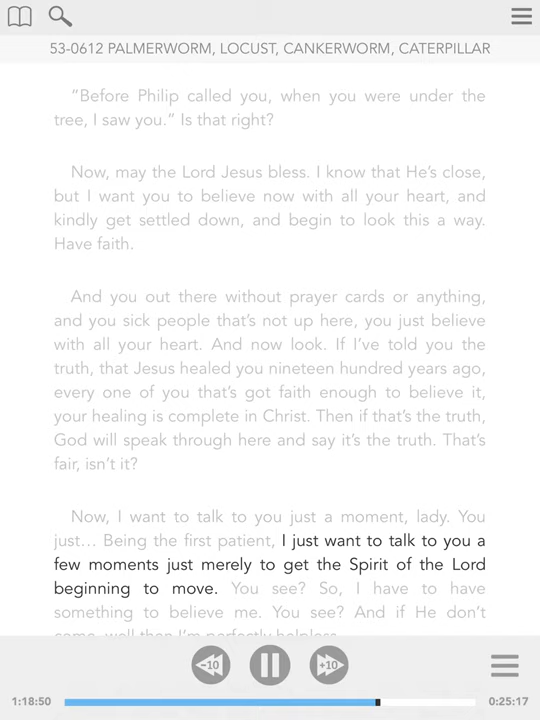 53-0612 PALMERWORM, LOCUST, CANKERWORM, CATERPILLAR
“Before Philip called you, when you were under the
tree, I saw you.” Is that right?
Now, may the Lord Jesus bless. I know that He’s close,
but I want you to believe now with all your heart, and
kindly get settled down, and begin to look this a way.
Have faith.
And you out there without prayer cards or anything,
and you sick people that’s not up here, you just believe
with all your heart. And now look. If I’ve told you the
truth, that Jesus healed you nineteen hundred years ago,
every one of you that’s got faith enough to believe it,
your healing is complete in Christ. Then if that’s the truth,
God will speak through here and say it’s the truth. That’s
fair, isn’t it?
Now, I want to talk to you just a moment, lady. You
just… Being the first patient, I just want to talk to you a
few moments just merely to get the Spirit of the Lord
beginning to move. You see? So, I have to have
something to believe me. You see? And if He don’t
come, well then I’m perfectly helpless
-10 +10
1:18:50 0:25:17